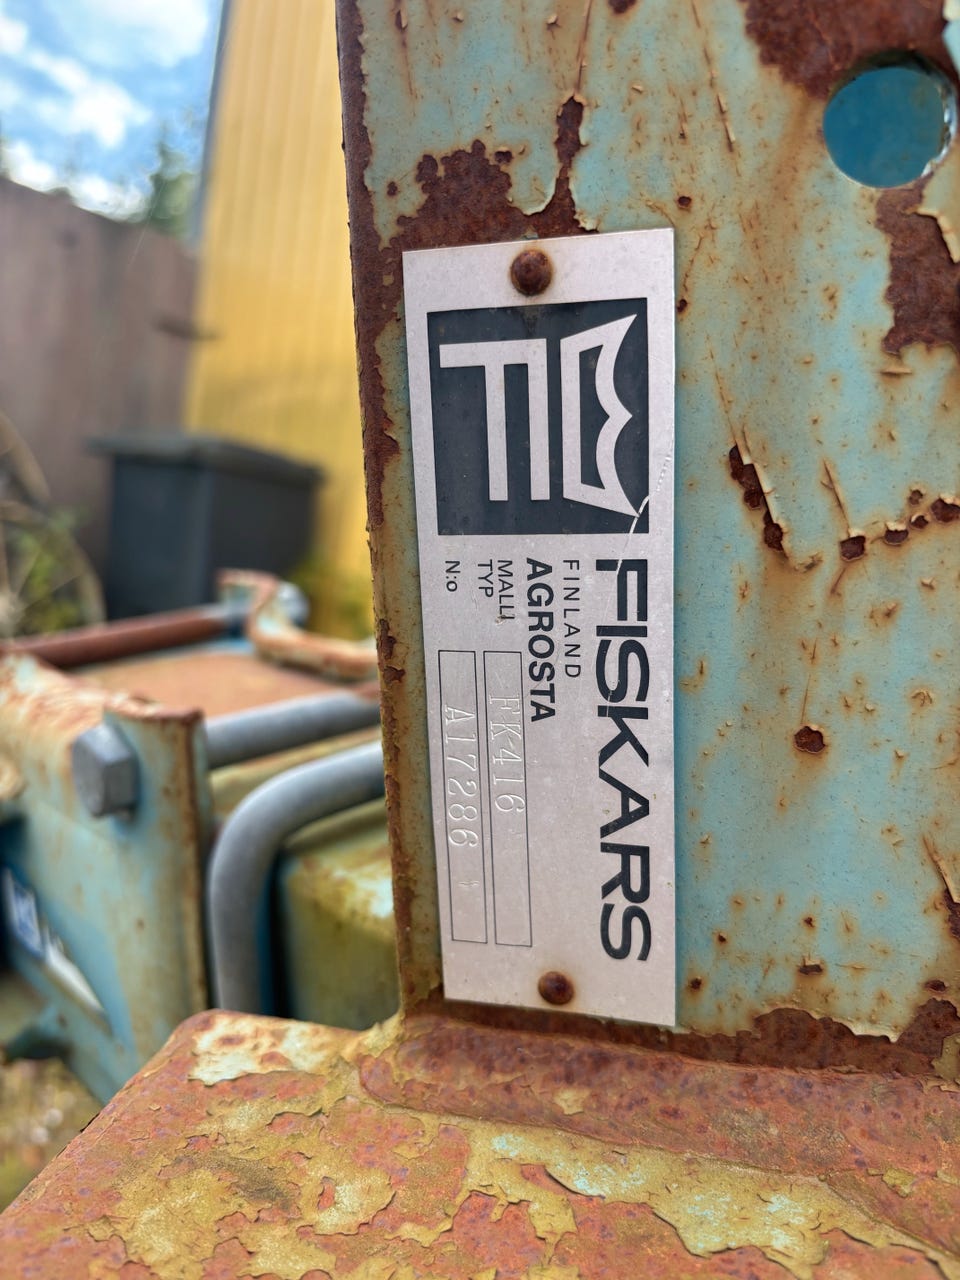 F
FISKARS
FINLAND
AGROSTA
MALLI
TYP
FK416
N:o
A17286